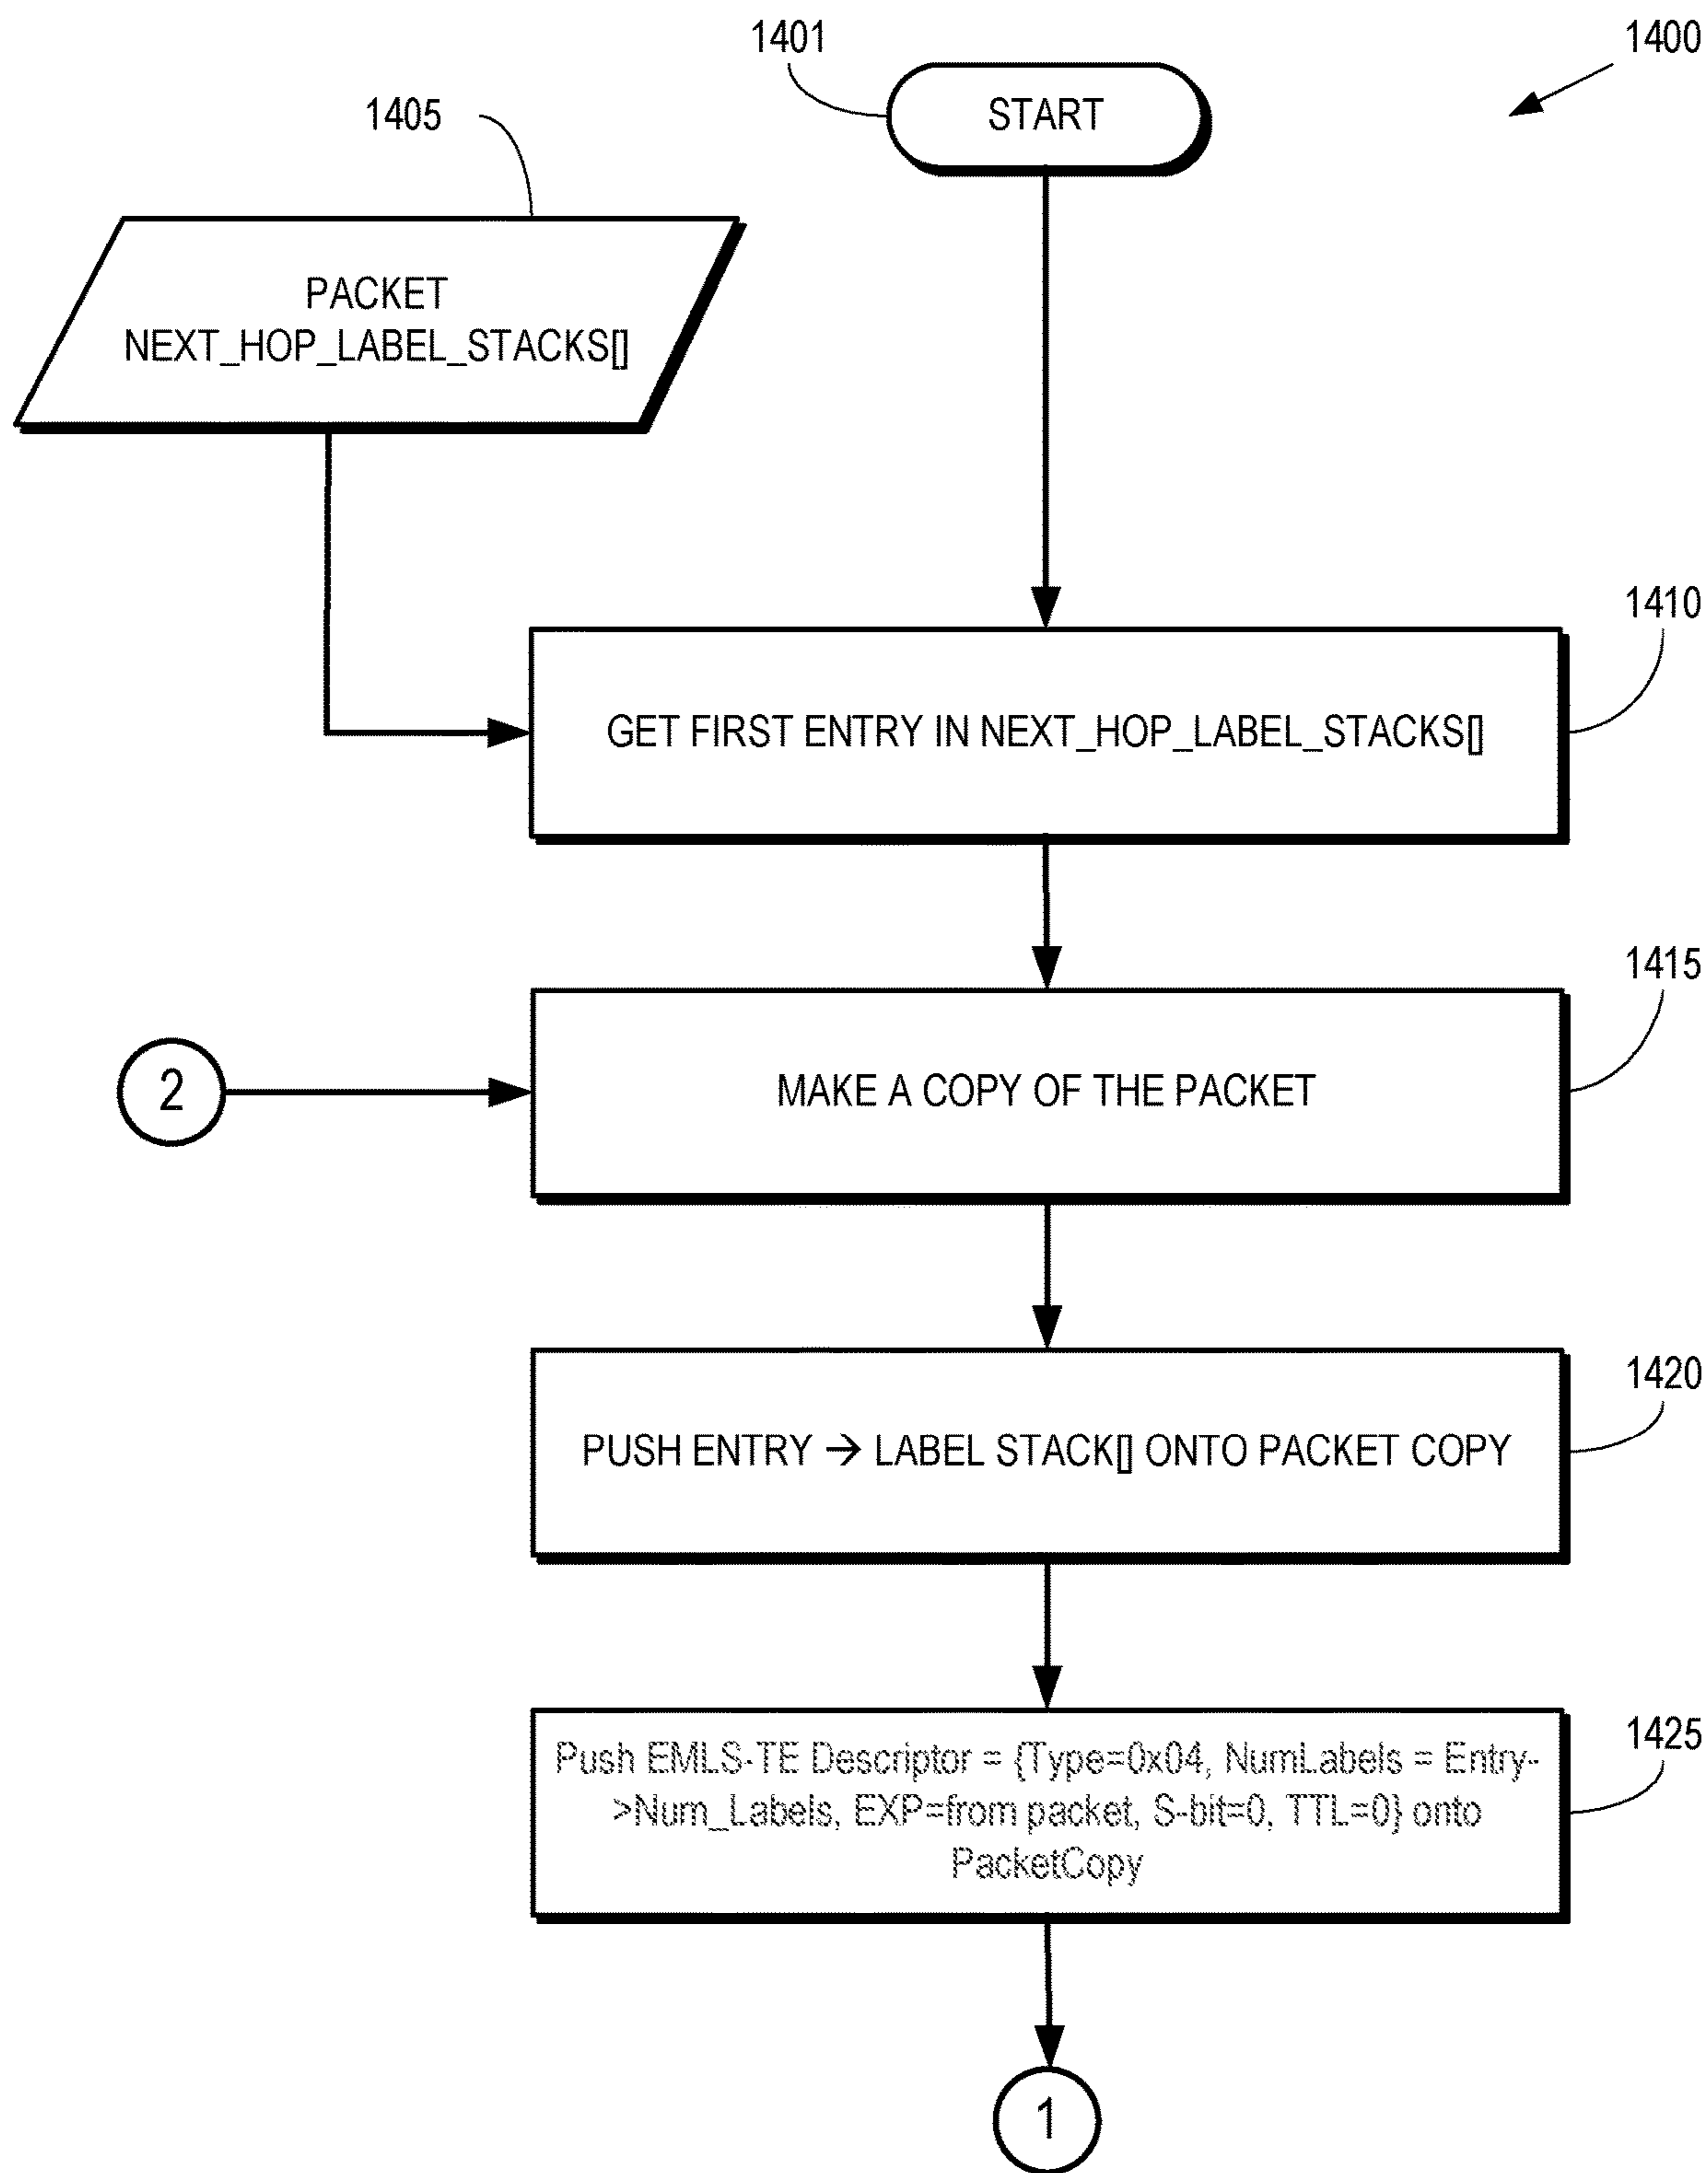 1401
1400
START
1405
PACKET
NEXT_HOP_LABEL_STACKS[]
1410
GET FIRST ENTRY IN NEXT_HOP_LABEL_STACKS[]
1415
2
MAKE A COPY OF THE PACKET
1420
PUSH ENTRY → LABEL STACK[] ONTO PACKET COPY
1425
Push EMLS-TE Descriptor = {Type=0x04, NumLabels = Entry-
>Num_Labels, EXP=from packet, S-bit=0, TTL=0} onto
PacketCopy
1